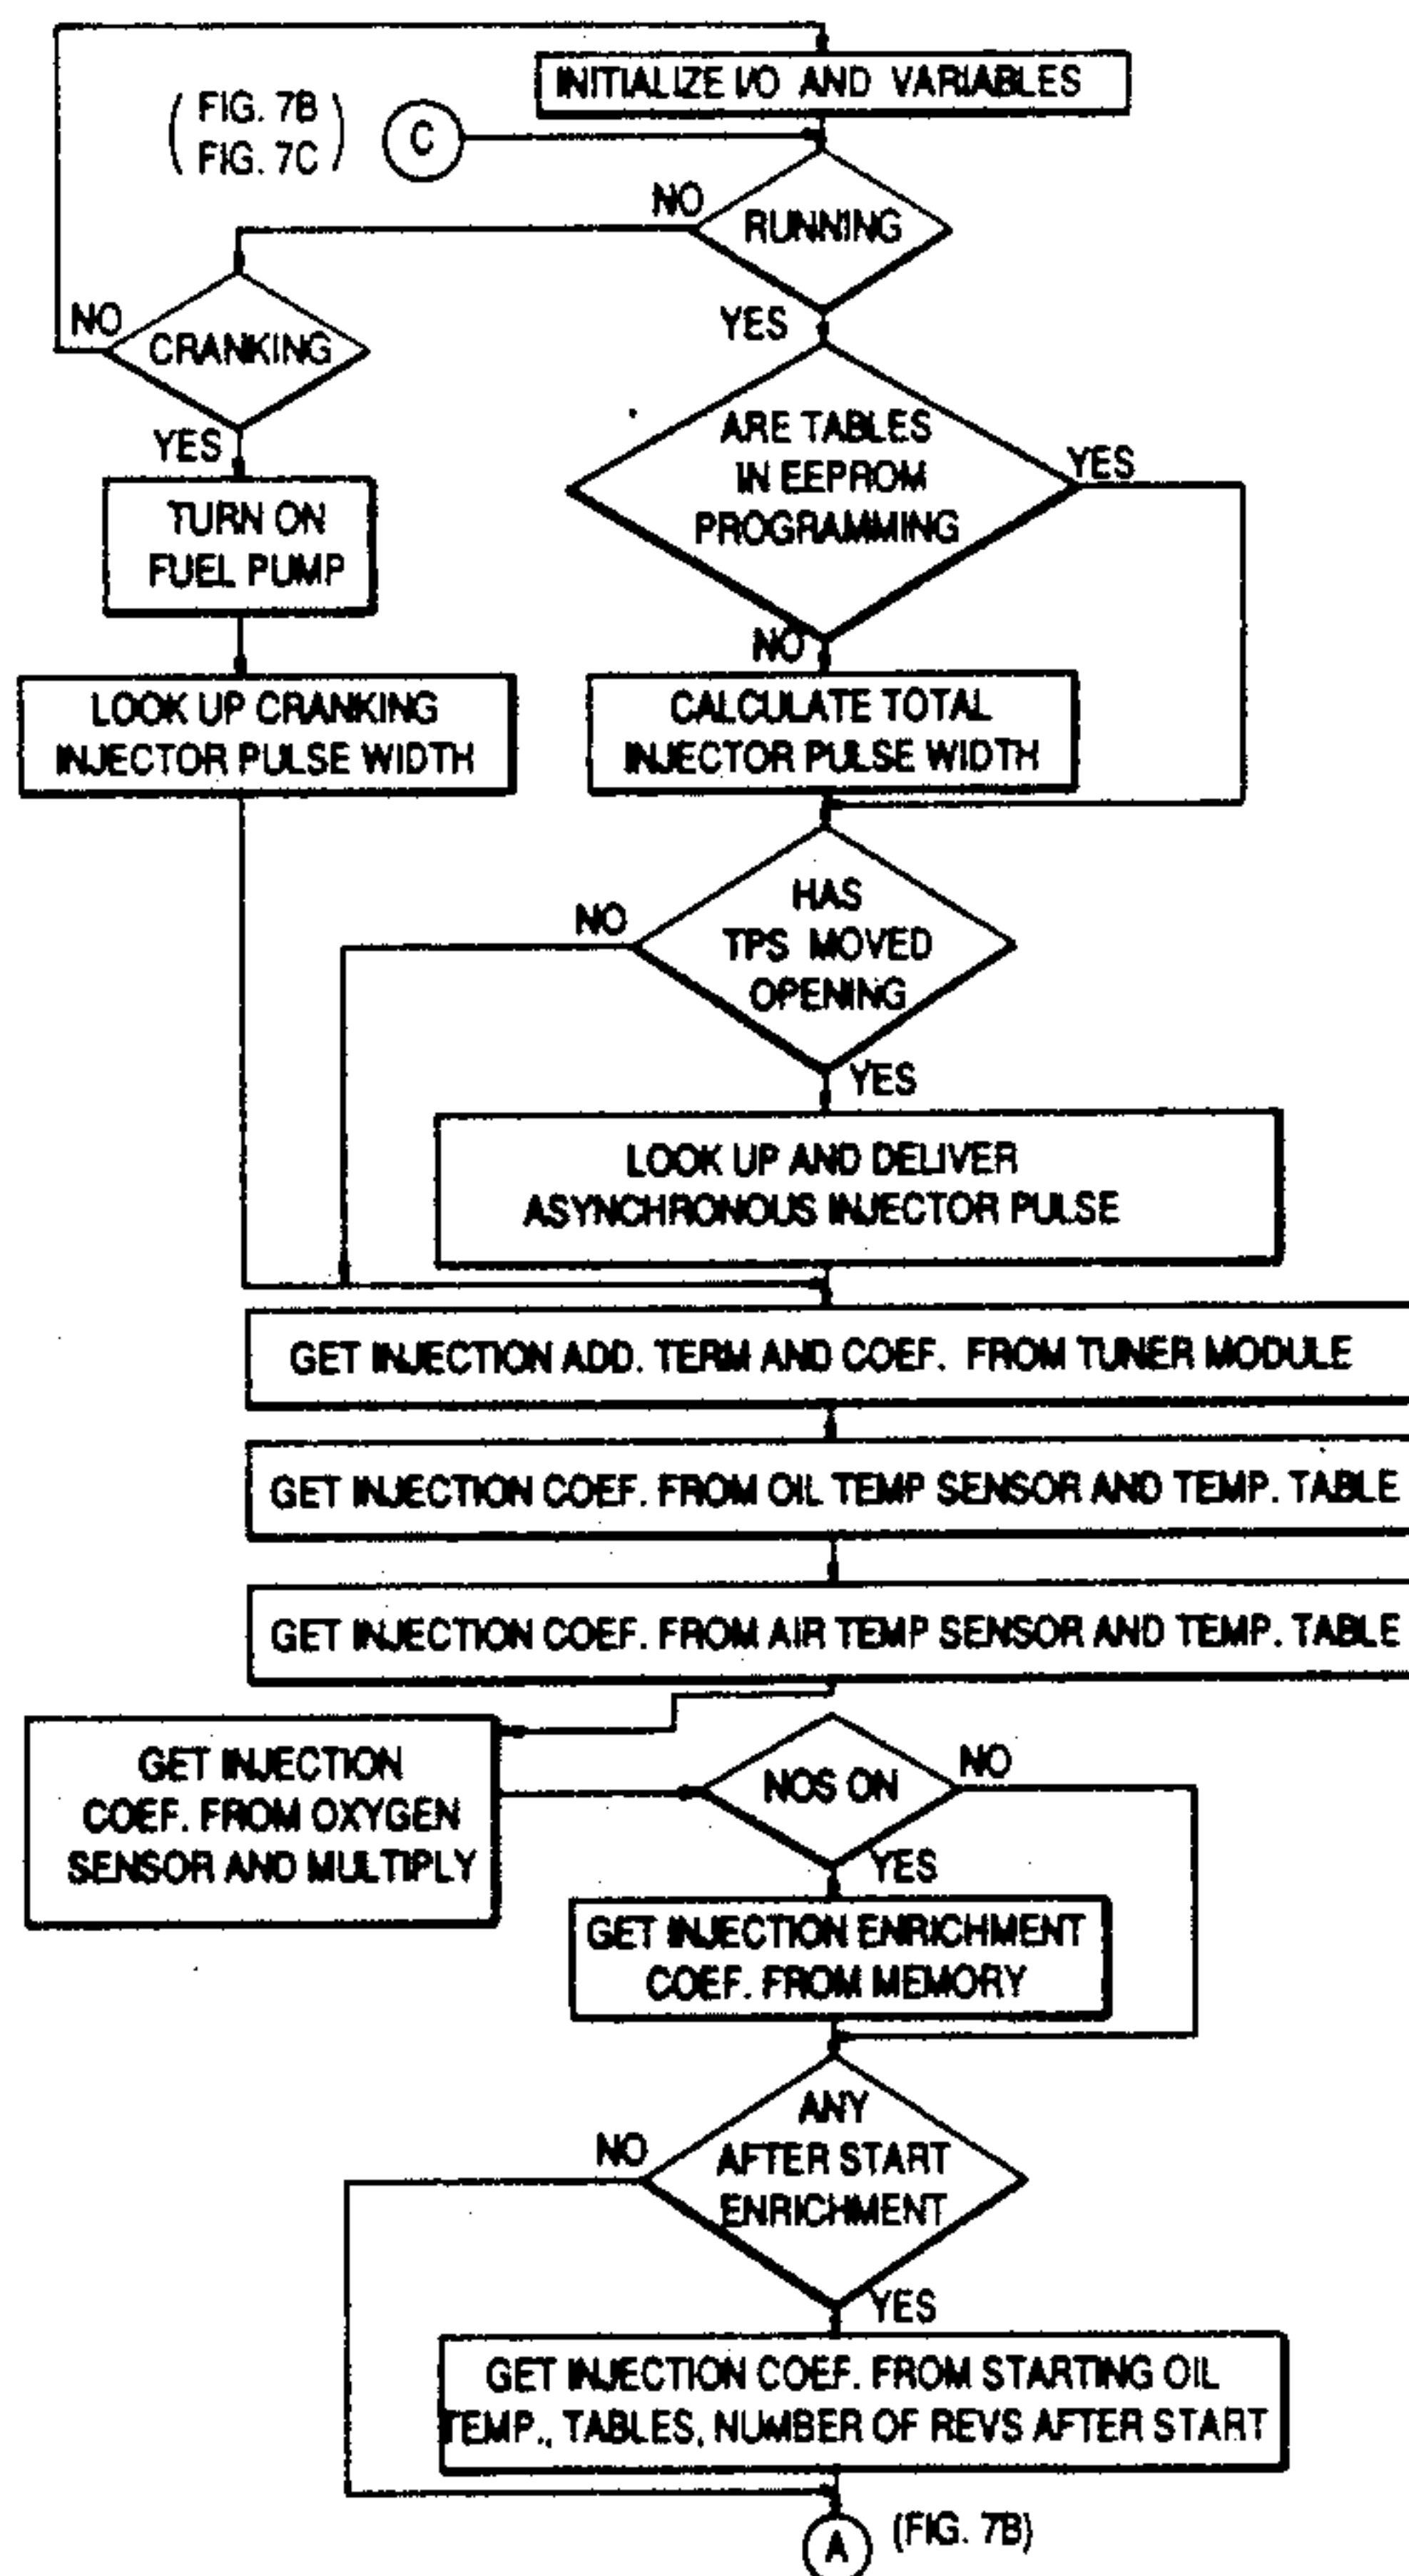 INITIALIZE I/O AND VARIABLES
( FIG. 7B
FIG. 7C )
C
NO
RUNNING
YES
NO
CRANKING
YES
ARE TABLES
IN EEPROM
PROGRAMMING
YES
NO
TURN ON
FUEL PUMP
LOOK UP CRANKING
INJECTOR PULSE WIDTH
CALCULATE TOTAL
INJECTOR PULSE WIDTH
HAS
TPS MOVED
OPENING
NO
YES
LOOK UP AND DELIVER
ASYNCHRONOUS INJECTOR PULSE
GET INJECTION ADD. TERM AND COEF. FROM TUNER MODULE
GET INJECTION COEF. FROM OIL TEMP SENSOR AND TEMP. TABLE
GET INJECTION COEF. FROM AIR TEMP SENSOR AND TEMP. TABLE
GET INJECTION
COEF. FROM OXYGEN
SENSOR AND MULTIPLY
NOS ON
NO
YES
GET INJECTION ENRICHMENT
COEF. FROM MEMORY
ANY
AFTER START
ENRICHMENT
NO
YES
GET INJECTION COEF. FROM STARTING OIL
TEMP., TABLES, NUMBER OF REVS AFTER START
A
(FIG. 7B)